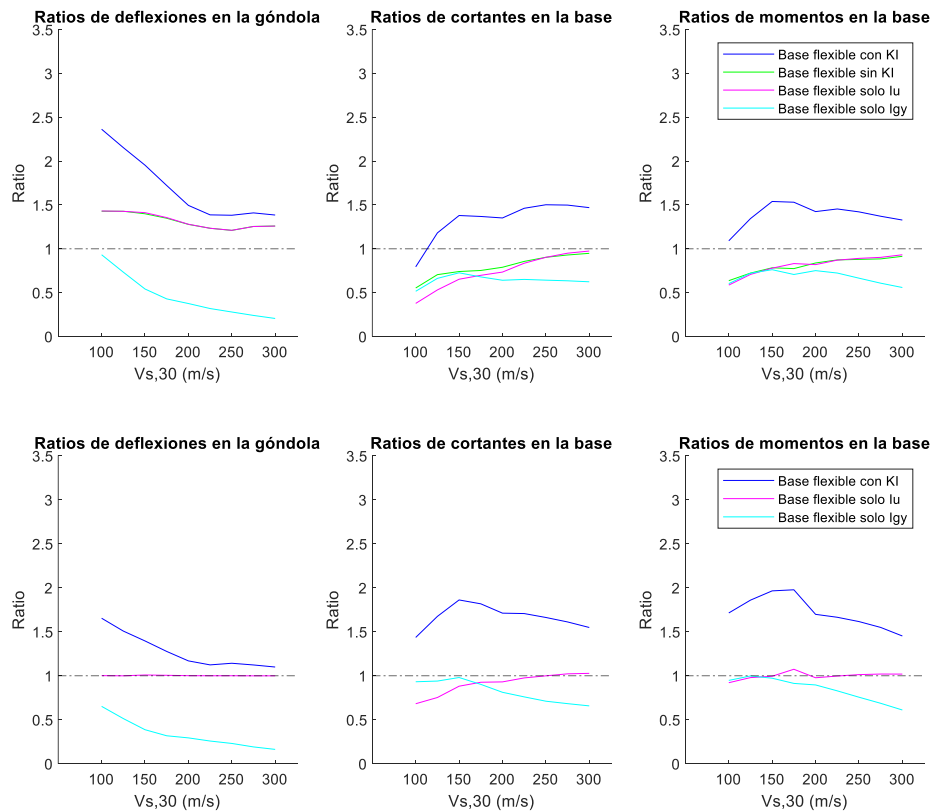 Ratios de deflexiones en la góndola
Ratios de cortantes en la base
Ratios de momentos en la base
3.5
3
2.5
2
1.5
1
0.5
0
Ratio
100 150 200 250 300
Vs,30 (m/s)
3.5
3
2.5
2
1.5
1
0.5
0
Ratio
100 150 200 250 300
Vs,30 (m/s)
3.5
3
2.5
2
1.5
1
0.5
0
Ratio
100 150 200 250 300
Vs,30 (m/s)
Base flexible con KI
Base flexible sin KI
Base flexible solo Iu
Base flexible solo Igy
Ratios de deflexiones en la góndola
Ratios de cortantes en la base
Ratios de momentos en la base
3.5
3
2.5
2
1.5
1
0.5
0
Ratio
100 150 200 250 300
Vs,30 (m/s)
3.5
3
2.5
2
1.5
1
0.5
0
Ratio
100 150 200 250 300
Vs,30 (m/s)
3.5
3
2.5
2
1.5
1
0.5
0
Ratio
100 150 200 250 300
Vs,30 (m/s)
Base flexible con KI
Base flexible solo Iu
Base flexible solo Igy